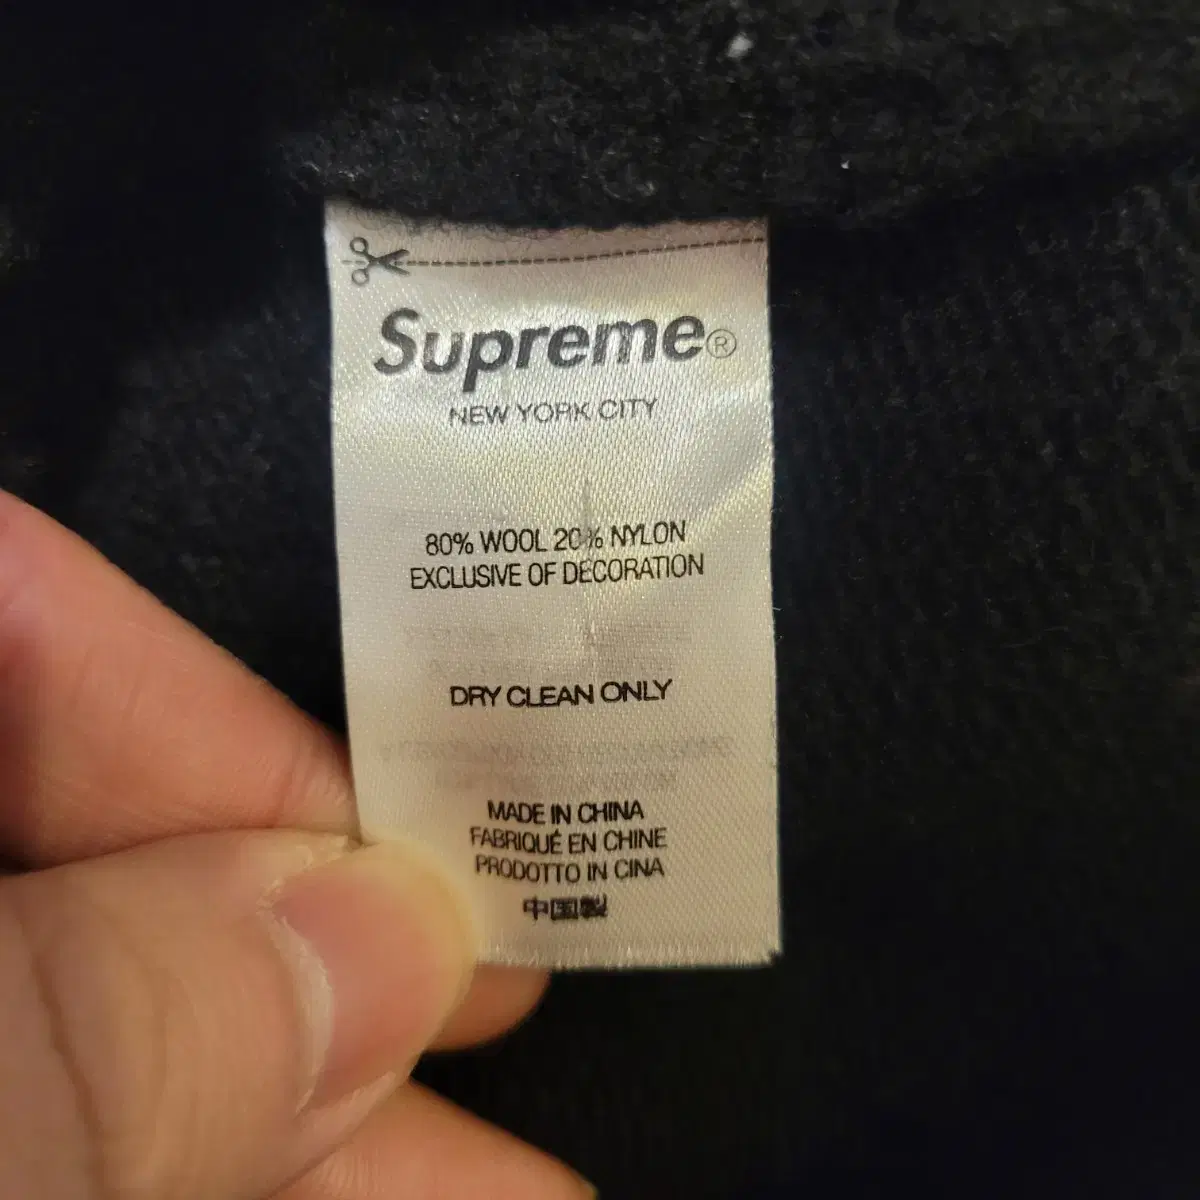 Supreme®
NEW YORK CITY
80% WOOL 20% NYLON
EXCLUSIVE OF DECORATION
DRY CLEAN ONLY
MADE IN CHINA
FABRIQUÉ EN CHINE
PRODOTTO IN CINA
中国製